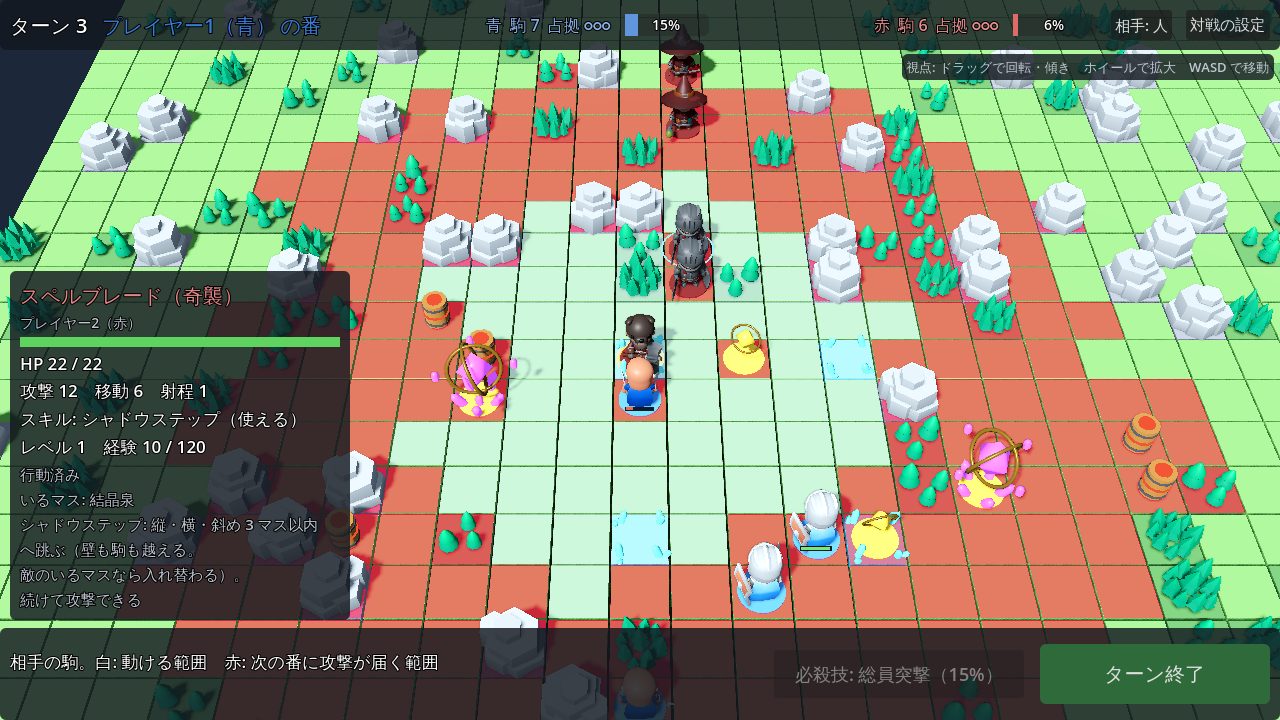 ターン 3 プレイヤー1（青）の番 青 駒 7 占拠 ooo 15% 赤 駒 6 占拠 ooo 6% 相手: 人 対戦の設定
視点: ドラッグで回転・傾き ホイールで拡大 WASD で移動
スペルブレード（奇襲）
プレイヤー2（赤）
HP 22 / 22
攻撃 12 移動 6 射程 1
スキル: シャドウステップ（使える）
レベル 1 経験 10 / 120
行動済み
いるマス: 結晶泉
シャドウステップ: 縦・横・斜め 3 マス以内
へ跳ぶ（壁も駒も越える。
敵のいるマスなら入れ替わる）。
続けて攻撃できる
相手の駒。白: 動ける範囲 赤: 次の番に攻撃が届く範囲
必殺技: 総員突撃（15%）
ターン終了